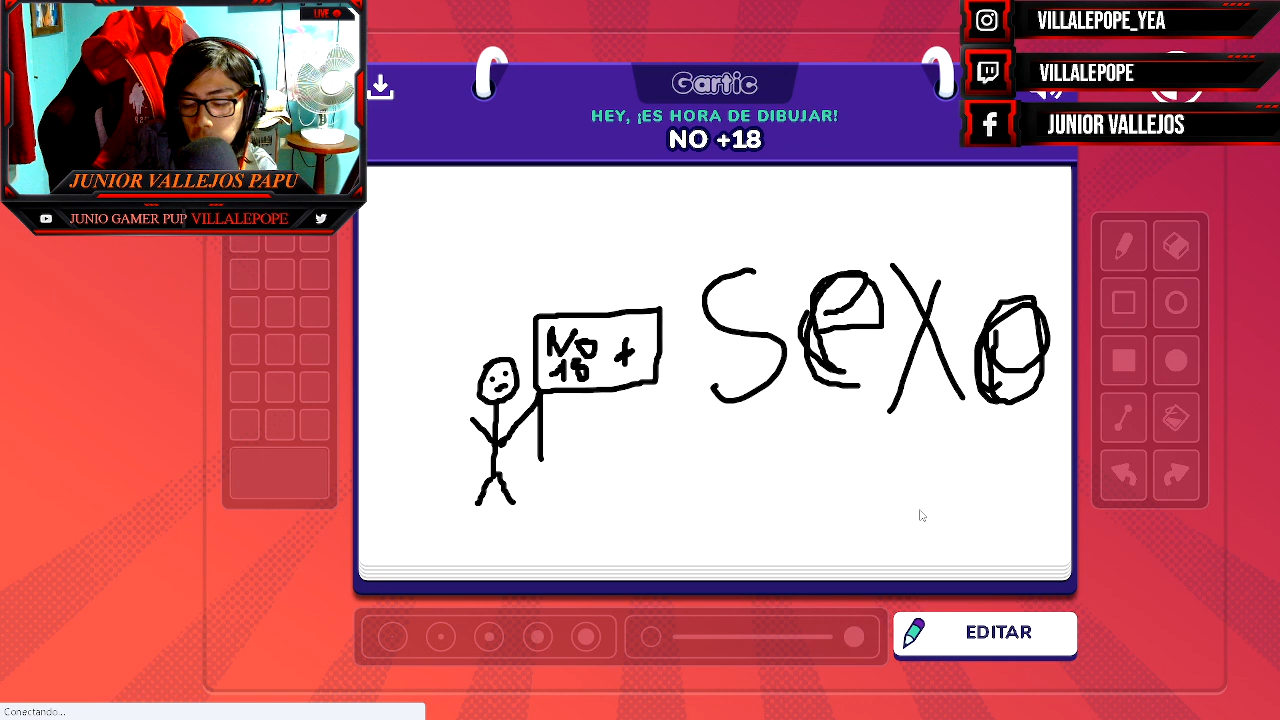 LIVE
JUNIOR VALLEJOS PAPU
JUNIO GAMER PUP VILLALEPOPE
VILLALEPOPE_YEA
VILLALEPOPE
JUNIOR VALLEJOS
Gartic
HEY, ¡ES HORA DE DIBUJAR!
NO +18
No
18 +
sexo
EDITAR
Conectando...